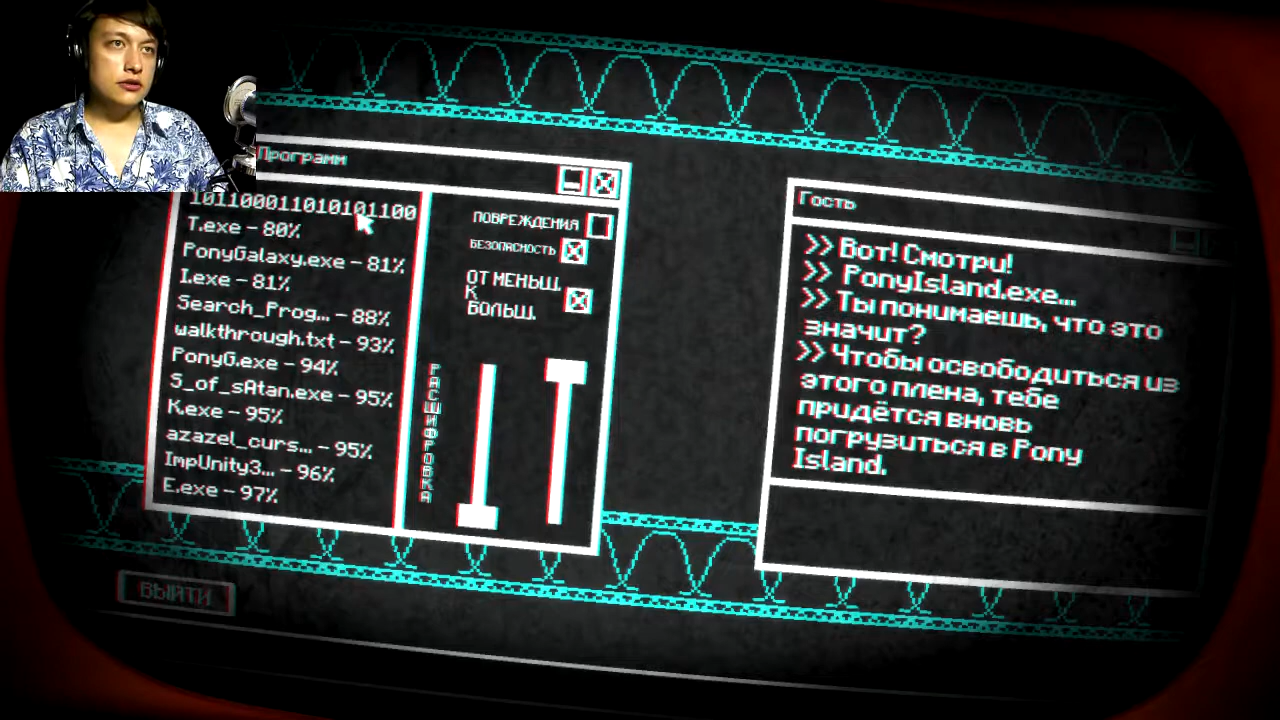 Программ
101100011010101100
T.exe - 80%
PonyGalaxy.exe - 81%
I.exe - 81%
Search_Prog... - 88%
walkthrough.txt - 93%
PonyG.exe - 94%
S_of_sAtan.exe - 95%
K.exe - 95%
azazel_curs... - 95%
ImpUnity3... - 96%
E.exe - 97%
ПОВРЕЖДЕНИЯ
БЕЗОПАСНОСТЬ
ОТ МЕНЬШ.
К
БОЛЬШ.
РАСШИФРОВКА
Гость
>> Вот! Смотри!
>> PonyIsland.exe...
>> Ты понимаешь, что это
значит?
>> Чтобы освободиться из
этого плена, тебе
придётся вновь
погрузиться в Pony
Island.
ВЫЙТИ